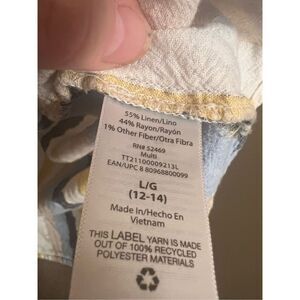 55% Linen/Lino
44% Rayon/Rayón
1% Other Fiber/Otra Fibra
RN# 52469
Multi
TT21100009213L
EAN/UPC 8 80968800099
L/G
(12-14)
Made in/Hecho En
Vietnam
THIS LABEL YARN IS MADE
OUT OF 100% RECYCLED
POLYESTER MATERIALS